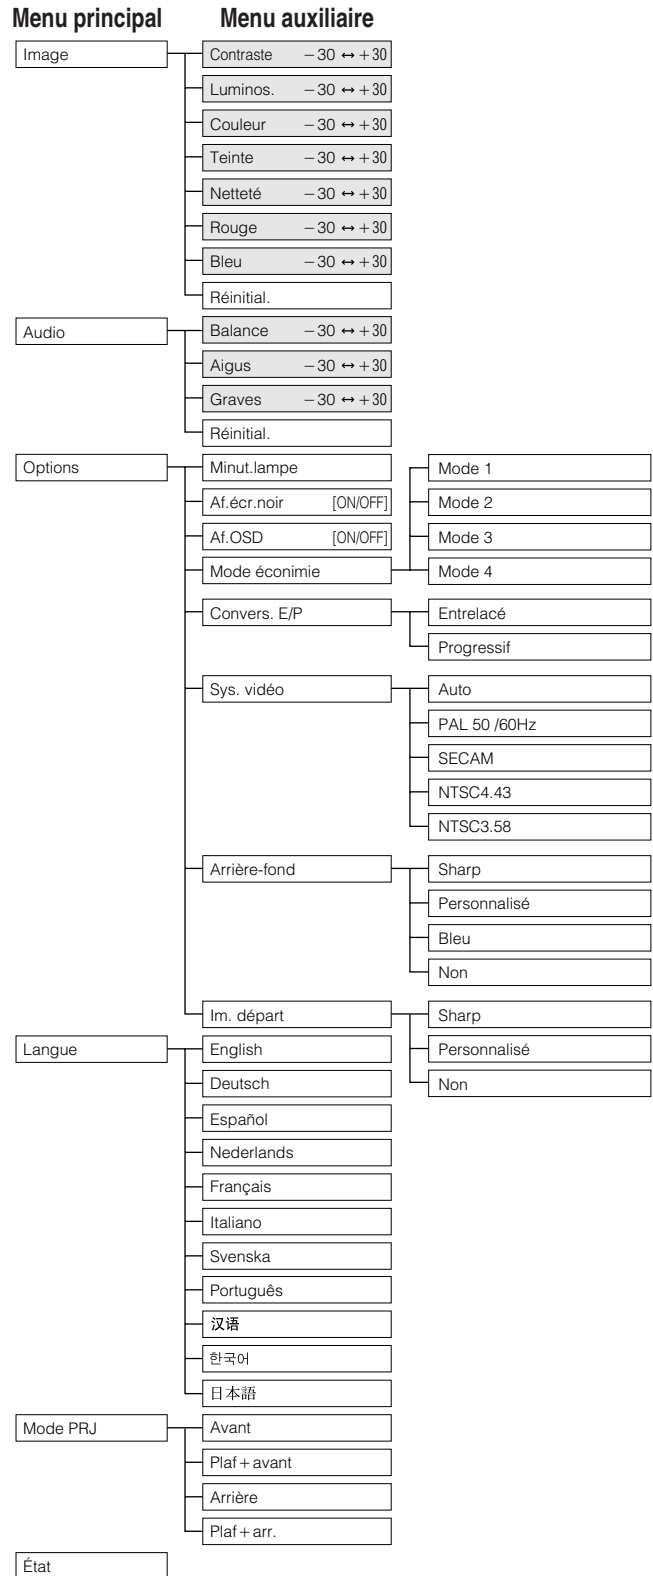 Menu principal Menu auxiliaire
Image Contraste −30 ↔ +30
Luminos. −30 ↔ +30
Couleur −30 ↔ +30
Teinte −30 ↔ +30
Netteté −30 ↔ +30
Rouge −30 ↔ +30
Bleu −30 ↔ +30
Réinitial.
Audio Balance −30 ↔ +30
Aigus −30 ↔ +30
Graves −30 ↔ +30
Réinitial.
Options Minut.lampe Mode 1
Af.écr.noir [ON/OFF] Mode 2
Af.OSD [ON/OFF] Mode 3
Mode éconimie Mode 4
Convers. E/P Entrelacé
Progressif
Sys. vidéo Auto
PAL 50 /60Hz
SECAM
NTSC4.43
NTSC3.58
Arrière-fond Sharp
Personnalisé
Bleu
Non
Im. départ Sharp
Langue English Personnalisé
Deutsch Non
Español
Nederlands
Français
Italiano
Svenska
Português
汉语
한국어
日本語
Mode PRJ Avant
Plaf+avant
Arrière
Plaf+arr.
État